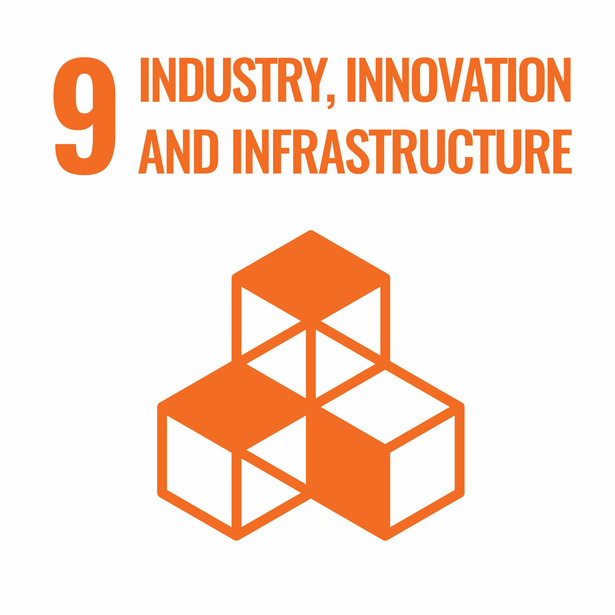 9
INDUSTRY, INNOVATION
AND INFRASTRUCTURE